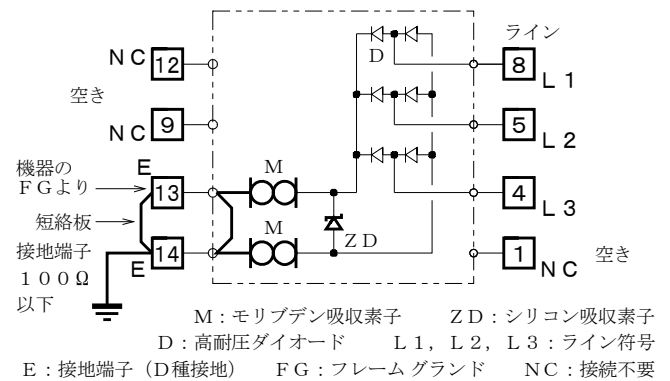 ライン
NC 12
D
8 L1
空き
NC 9
5 L2
機器の
FGより
E
13
M
4 L3
短絡板
M
ZD
接地端子
100Ω
以下
14
E
1 NC
空き
M：モリブデン吸収素子 ZD：シリコン吸収素子
D：高耐圧ダイオード L1，L2，L3：ライン符号
E：接地端子（D種接地） FG：フレームグランド NC：接続不要